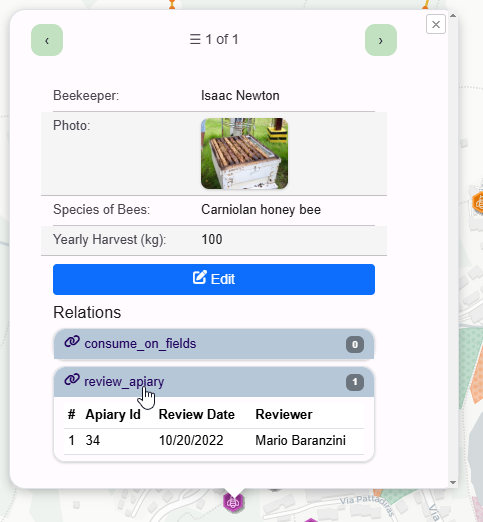 ‹ ☰ 1 of 1 ›
×
Beekeeper: Isaac Newton
Photo:
Species of Bees: Carniolan honey bee
Yearly Harvest (kg): 100
Edit
Relations
consume_on_fields 0
review_apiary 1
# Apiary Id Review Date Reviewer
1 34 10/20/2022 Mario Baranzini
Via Pattadiras